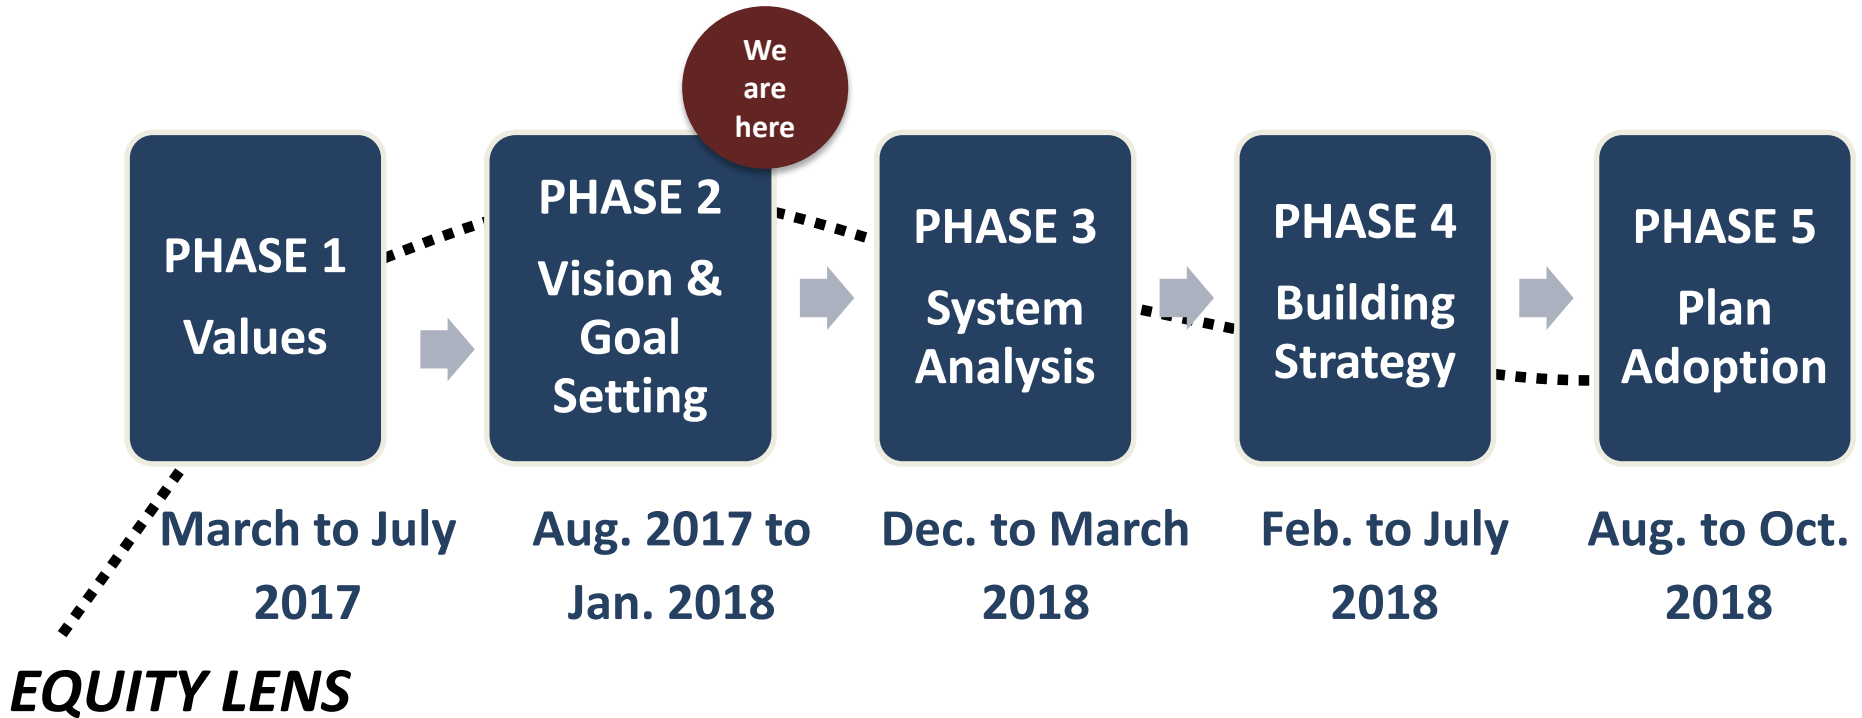 We
are
here
PHASE 1
Values
PHASE 2
Vision &
Goal
Setting
PHASE 3
System
Analysis
PHASE 4
Building
Strategy
PHASE 5
Plan
Adoption
March to July
2017
Aug. 2017 to
Jan. 2018
Dec. to March
2018
Feb. to July
2018
Aug. to Oct.
2018
EQUITY LENS